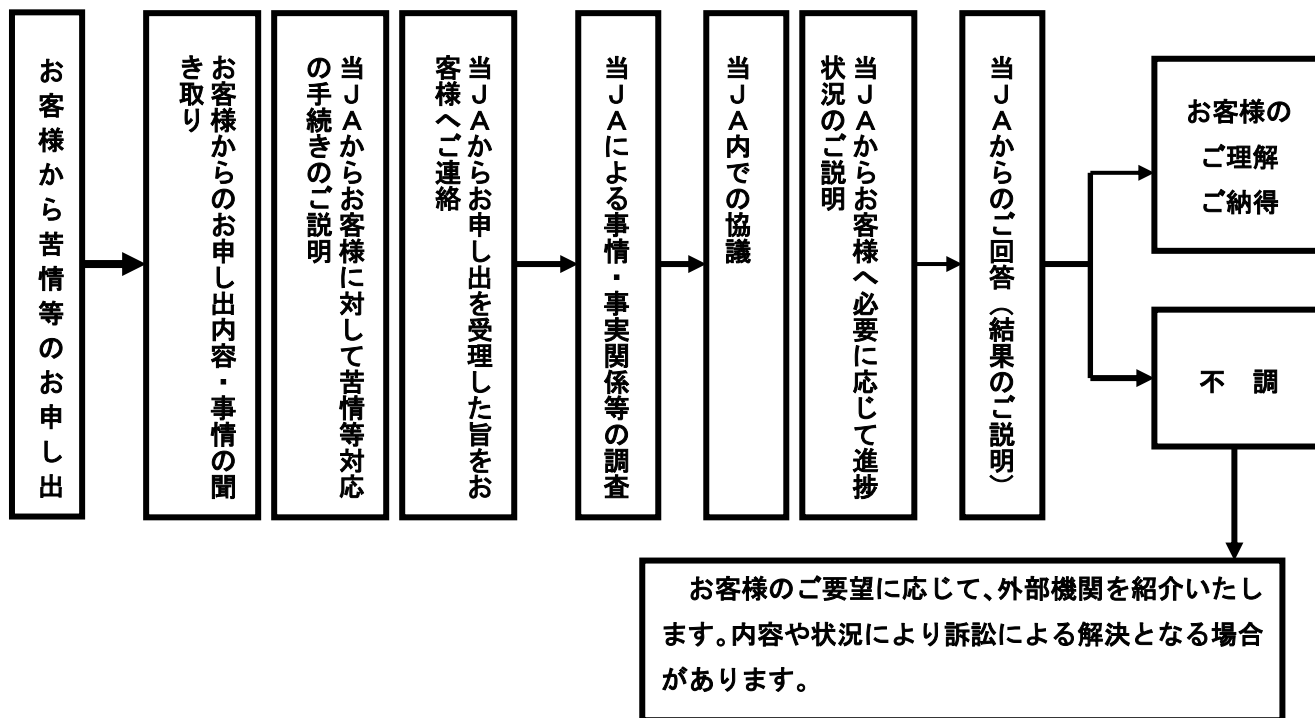 お客様から苦情等のお申し出
お客様からのお申し出内容・事情の聞
き取り
当ＪＡからお客様に対して苦情等対応
の手続きのご説明
当ＪＡからお申し出を受理した旨をお
客様へご連絡
当ＪＡによる事情・事実関係等の調査
当ＪＡ内での協議
当ＪＡからお客様へ必要に応じて進捗
状況のご説明
当ＪＡからのご回答（結果のご説明）
お客様の
ご理解
ご納得
不　調
お客様のご要望に応じて、外部機関を紹介いたし
ます。内容や状況により訴訟による解決となる場合
があります。